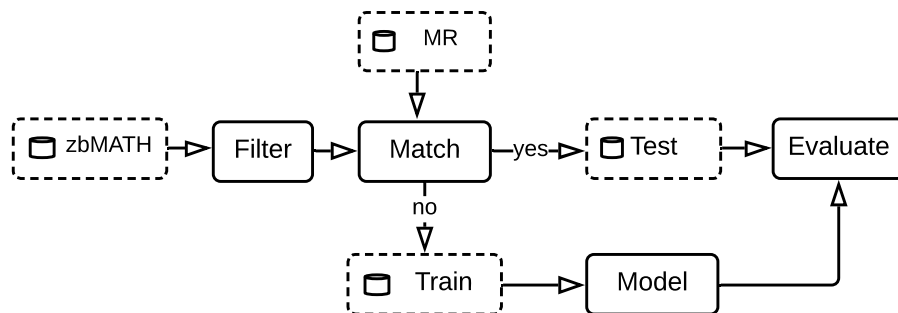 MR
zbMATH
Filter
Match
yes
Test
Evaluate
no
Train
Model